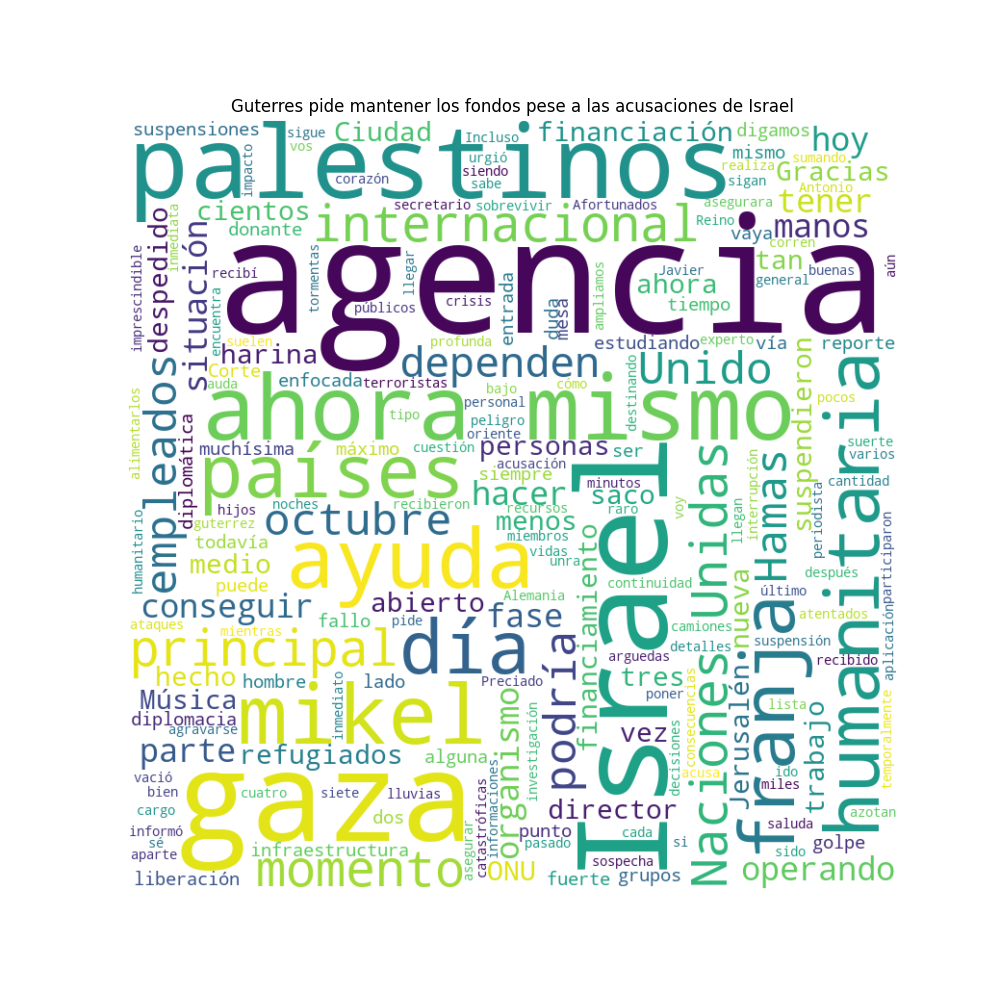 Guterres pide mantener los fondos pese a las acusaciones de Israel
suspensiones
sigue
vos
Ciudad
Incluso
financiación
digamos
hoy
palestinos
impacto
corazón
urgió
siendo
sabe
mismo
realiza
sigan
sumando
Antonio
Gracias
tener
cientos
donante
secretario
sobrevivir
Afortunados
asegurara
Reino
vaya
manos
internacional
inmediata
despedido
imprescindible
situación
recibí
encuentra
agencia
tormentas
públicos
llegar
crisis
entrada
duda
mesa
ampliamos
Javier
ahora
tiempo
tan
corren
general
buenas
aún
suelen
harina
Corte
profunda
dependen
estudiando
experto
vía
reporte
auda
enfocada
terroristas
bajo
cómo
Unido
pocos
ahora mismo
tipo
personal
peligro
oriente
destinando
empleados
alimentarlos
diplomática
muchísima
máximo
cuestión
personas
ser
suspendieron
suerte
varios
países
acusación
siempre
minutos
hacer
saco
Hamas
cantidad
hijos
noches
recibieron
recursos
raro
voy
llegan
interrupción
periodista
humanitaria
humanitario
gutierrez
octubre
menos
miembros
vidas
unra
Unidas
todavía
medio
puede
ayuda
continuidad
después
participaron
conseguir
abierto
fase
Alemania
camiones
nueva
último
atentados
ataques
mientras
fallo
pide
día
financiamiento
detalles
suspensión
aplicación
principal
podría
arguedas
Israel
recibido
hecho
hombre
lado
Preciado
tres
poner
consecuencias
Jerusalén
franja
lista
temporalmente
Música
diplomacia
agravarse
inmediato
mikel
organismo
investigación
vez
decisiones
Naciones
trabajo
parte
refugiados
alguna
acusa
ido
miles
vació
bien
cargo
gaza
cuatro
siete
lluvias
informaciones
director
azotan
informó
sé
aparte
dos
catastróficas
punto
pasado
cada
si
sido
saluda
golpe
infraestructura
asegurar
sospecha
liberación
momento
ONU
fuerte
grupos
operando